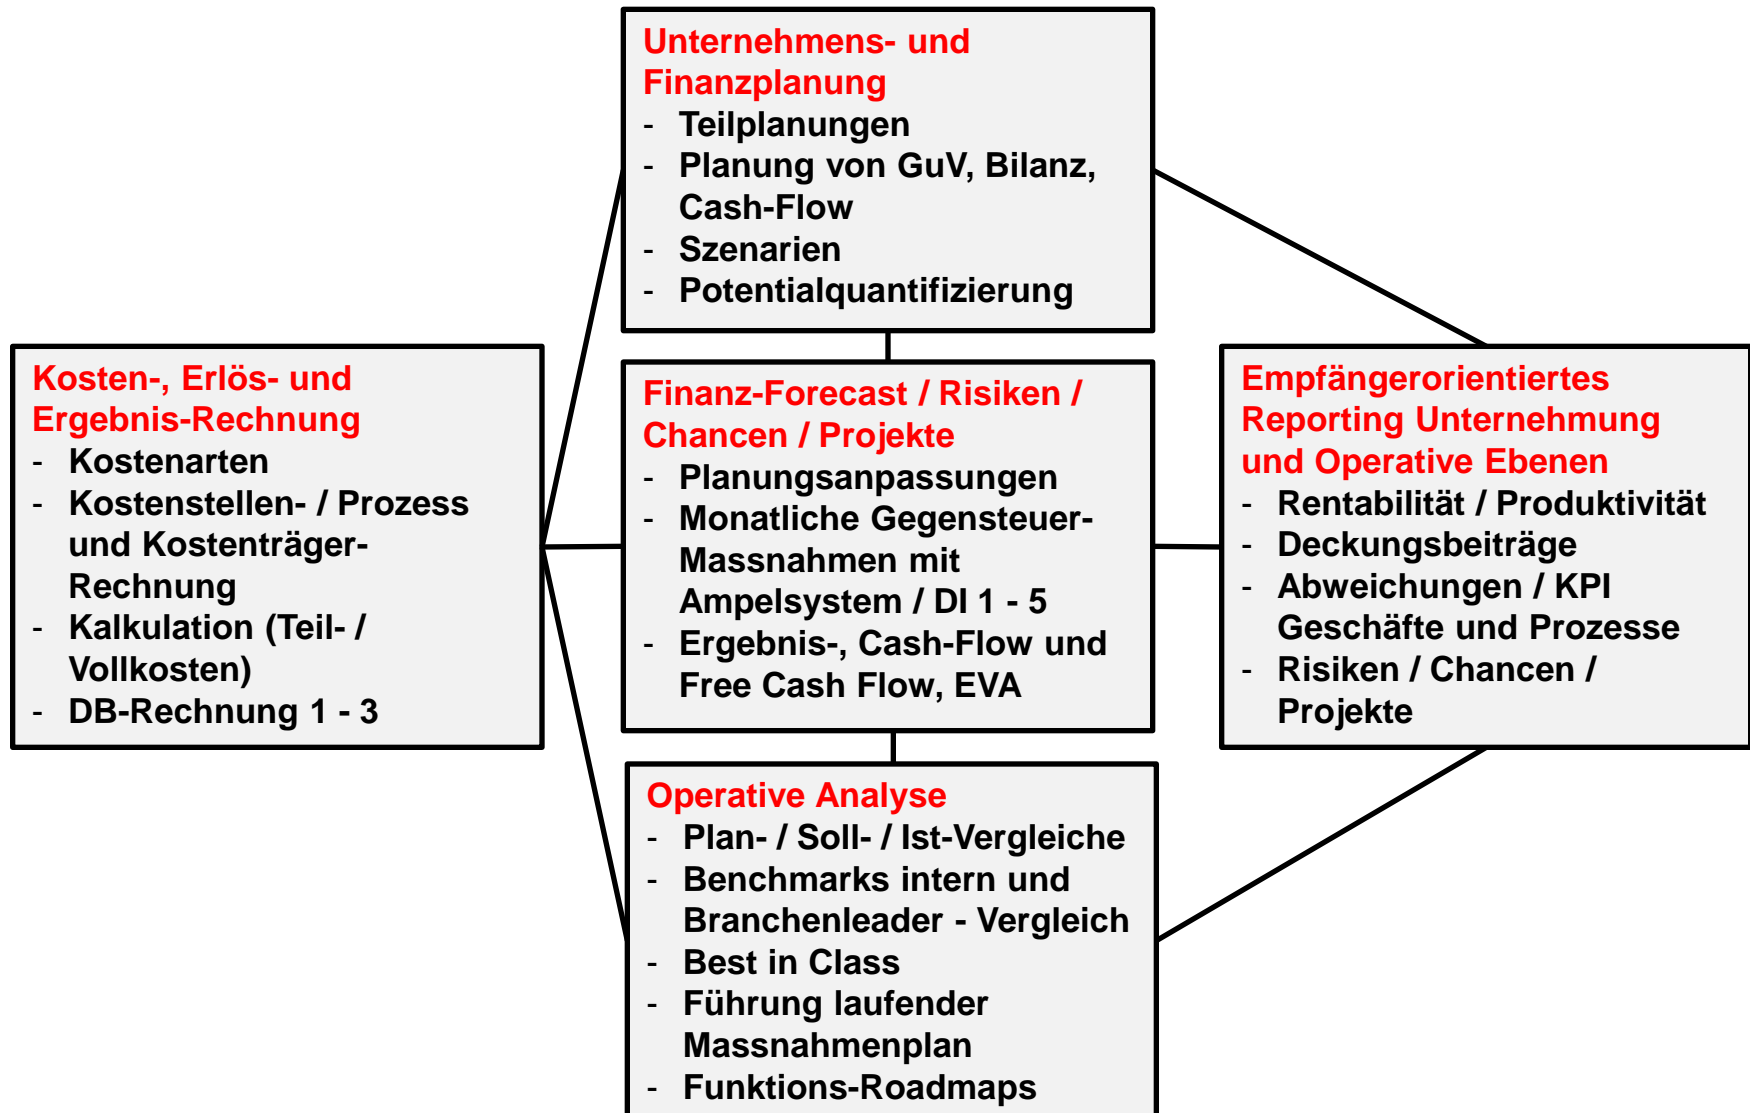 Unternehmens- und
Finanzplanung
- Teilplanungen
- Planung von GuV, Bilanz,
Cash-Flow
- Szenarien
- Potentialquantifizierung
Kosten-, Erlös- und
Ergebnis-Rechnung
- Kostenarten
- Kostenstellen- / Prozess
und Kostenträger-
Rechnung
- Kalkulation (Teil- /
Vollkosten)
- DB-Rechnung 1 - 3
Finanz-Forecast / Risiken /
Chancen / Projekte
- Planungsanpassungen
- Monatliche Gegensteuer-
Massnahmen mit
Ampelsystem / DI 1 - 5
- Ergebnis-, Cash-Flow und
Free Cash Flow, EVA
Empfängerorientiertes
Reporting Unternehmung
und Operative Ebenen
- Rentabilität / Produktivität
- Deckungsbeiträge
- Abweichungen / KPI
Geschäfte und Prozesse
- Risiken / Chancen /
Projekte
Operative Analyse
- Plan- / Soll- / Ist-Vergleiche
- Benchmarks intern und
Branchenleader - Vergleich
- Best in Class
- Führung laufender
Massnahmenplan
- Funktions-Roadmaps